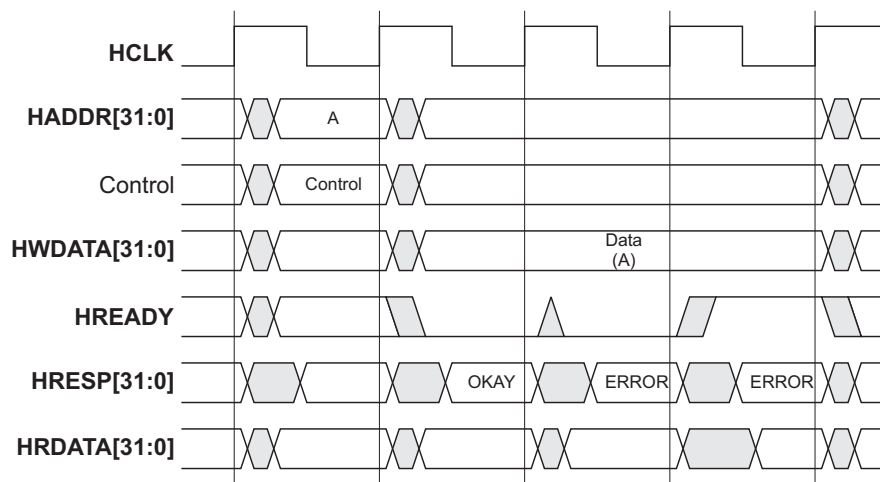 HCLK
HADDR[31:0]
A
Control
Control
HWDATA[31:0]
Data
(A)
HREADY
HRESP[31:0]
OKAY
ERROR
ERROR
HRDATA[31:0]